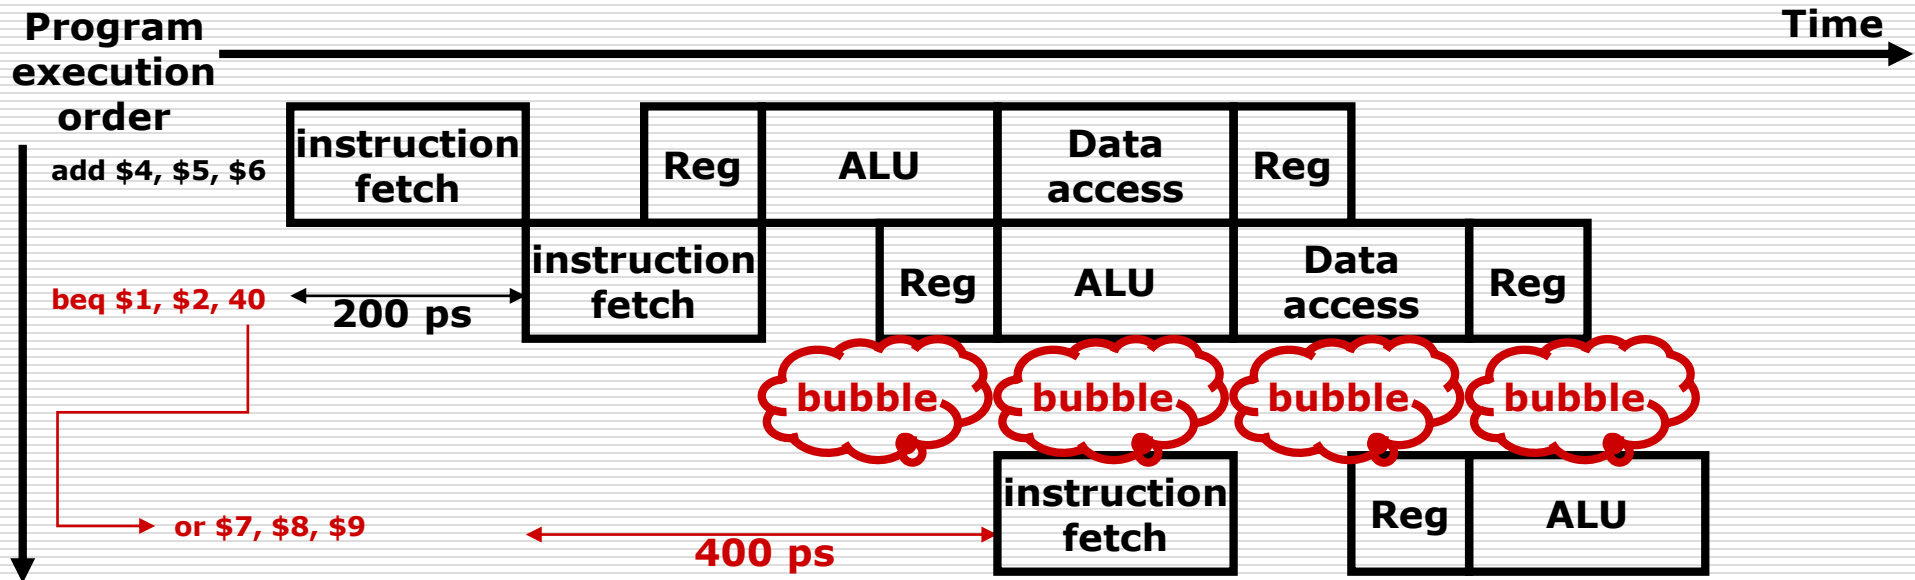 Program
execution
order
Time
add $4, $5, $6
instruction
fetch
Reg
ALU
Data
access
Reg
beq $1, $2, 40
200 ps
instruction
fetch
Reg
ALU
Data
access
Reg
bubble
bubble
bubble
bubble
or $7, $8, $9
400 ps
instruction
fetch
Reg
ALU